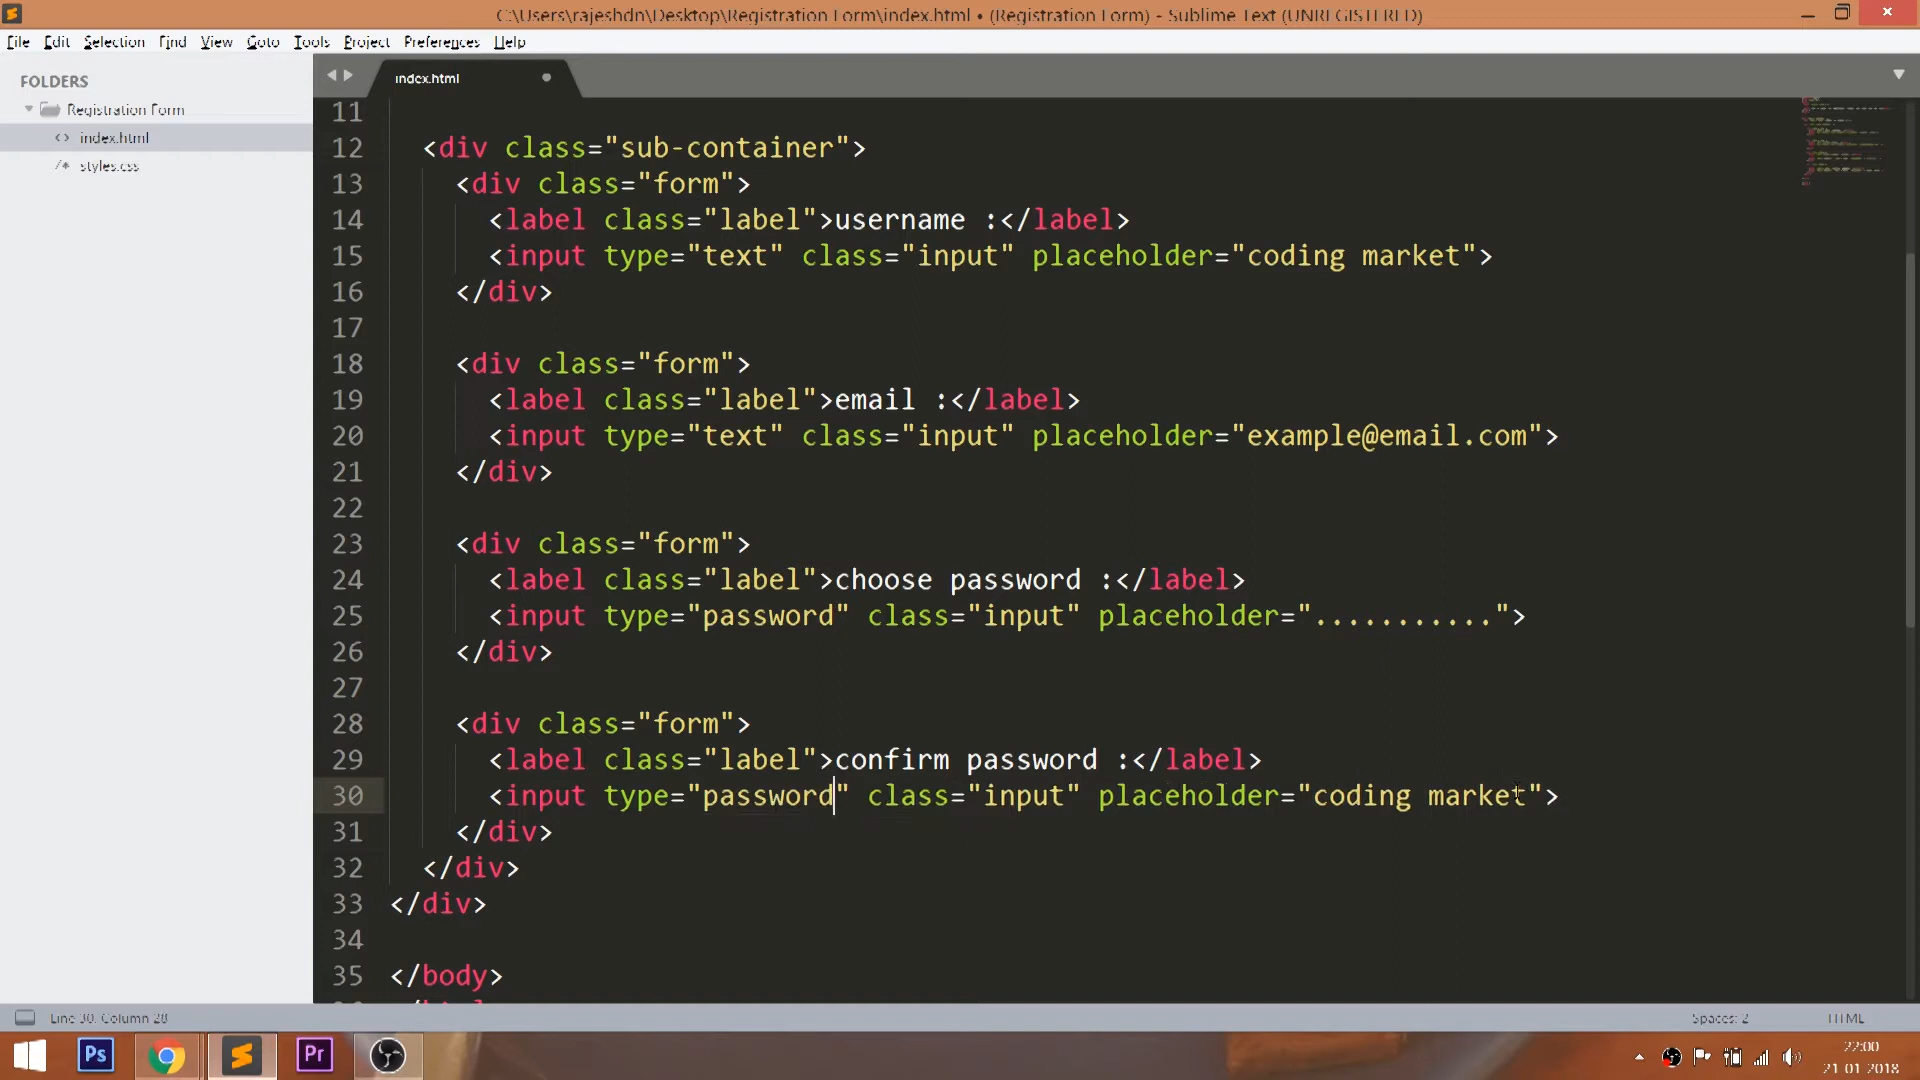 C:\Users\rajeshdn\Desktop\Registration Form\index.html • (Registration Form) - Sublime Text (UNREGISTERED)
File Edit Selection Find View Goto Tools Project Preferences Help
FOLDERS
Registration Form
<> index.html
/* styles.css
index.html
11
12 <div class="sub-container">
13 <div class="form">
14 <label class="label">username :</label>
15 <input type="text" class="input" placeholder="coding market">
16 </div>
17
18 <div class="form">
19 <label class="label">email :</label>
20 <input type="text" class="input" placeholder="example@email.com">
21 </div>
22
23 <div class="form">
24 <label class="label">choose password :</label>
25 <input type="password" class="input" placeholder="...........">
26 </div>
27
28 <div class="form">
29 <label class="label">confirm password :</label>
30 <input type="password" class="input" placeholder="coding market">
31 </div>
32 </div>
33 </div>
34
35 </body>
Line 30, Column 28
Spaces: 2
HTML
Ps
Pr
22:00
21-01-2018